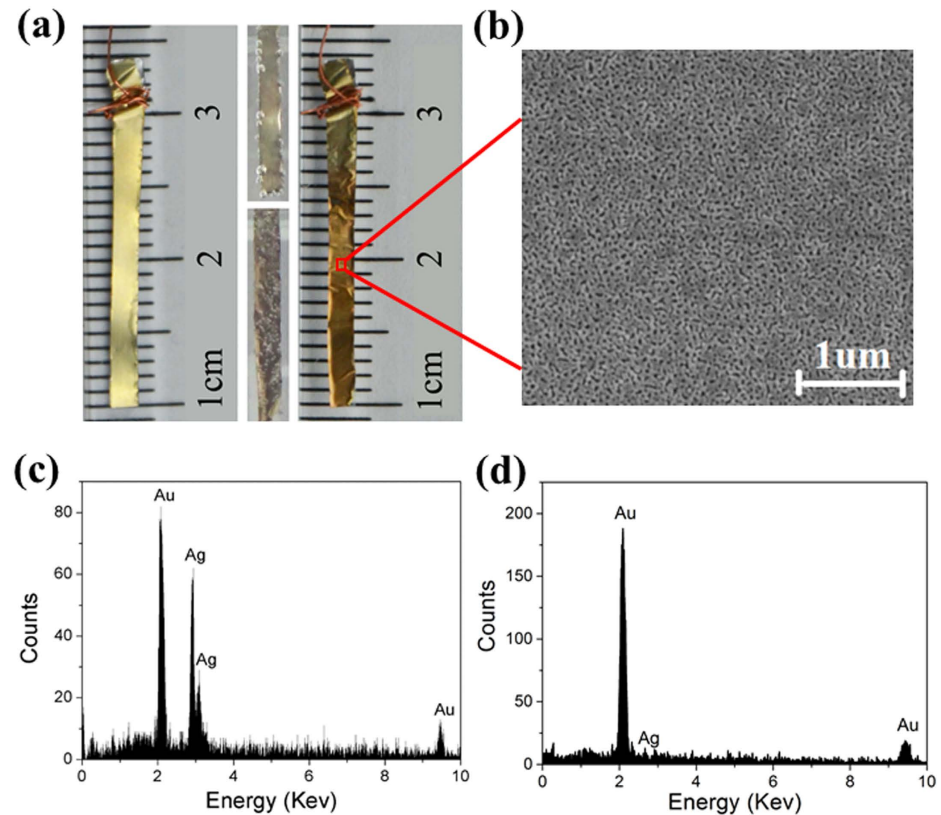 (a)
3
2
1cm
3
2
1cm
(b)
1um
(c)
Au
Ag
Ag
Au
80
60
40
20
0
Counts
0 2 4 6 8 10
Energy (Kev)
(d)
Au
Ag
Au
200
150
100
50
0
Counts
0 2 4 6 8 10
Energy (Kev)